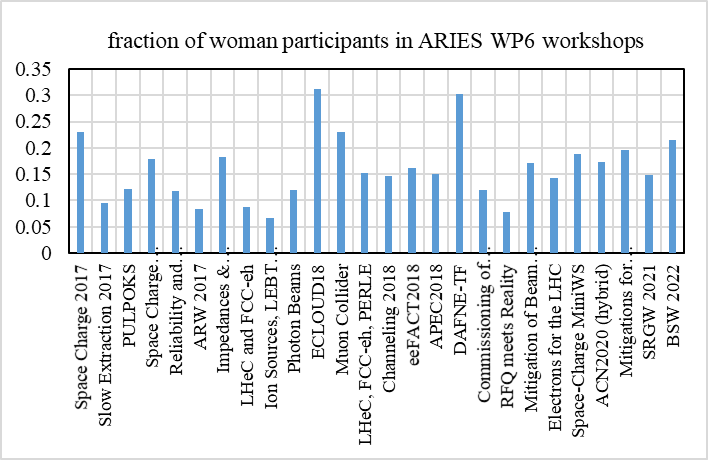 fraction of woman participants in ARIES WP6 workshops
0.35
0.3
0.25
0.2
0.15
0.1
0.05
0
Space Charge 2017
Slow Extraction 2017
PULPOKS
Space Charge…
Reliability and…
ARW 2017
Impedances &…
LHeC and FCC-eh
Ion Sources, LEBT…
Photon Beams
ECLOUD18
Muon Collider
LHeC, FCC-eh, PERLE
Channeling 2018
eeFACT2018
APEC2018
DAFNE-TF
Commissioning of…
RFQ meets Reality
Mitigation of Beam…
Electrons for the LHC
Space-Charge MiniWS
ACN2020 (hybrid)
Mitigations for…
SRGW 2021
BSW 2022